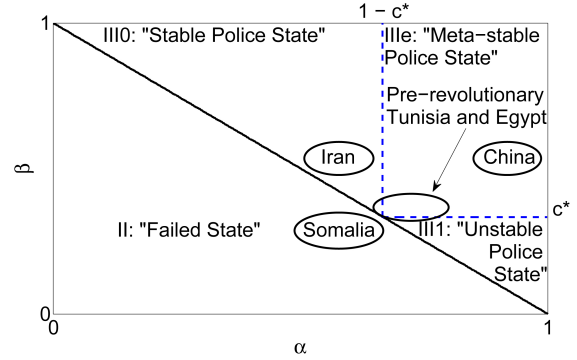 1 − c*
1
III0: "Stable Police State"
IIIe: "Meta−stable
Police State"
Pre−revolutionary
Tunisia and Egypt
Iran
China
β
c*
II: "Failed State"
Somalia
III1: "Unstable
Police
State"
0
0
1
α